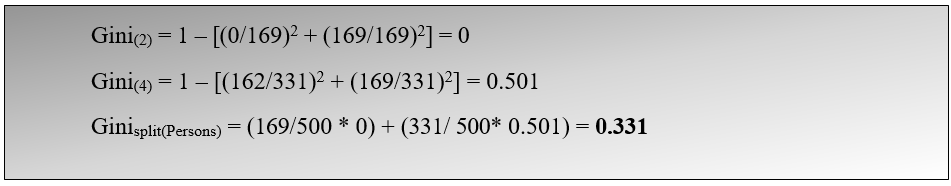 Gini(2) = 1 – [(0/169)² + (169/169)²] = 0
Gini(4) = 1 – [(162/331)² + (169/331)²] = 0.501
Ginisplit(Persons) = (169/500 * 0) + (331/ 500* 0.501) = 0.331